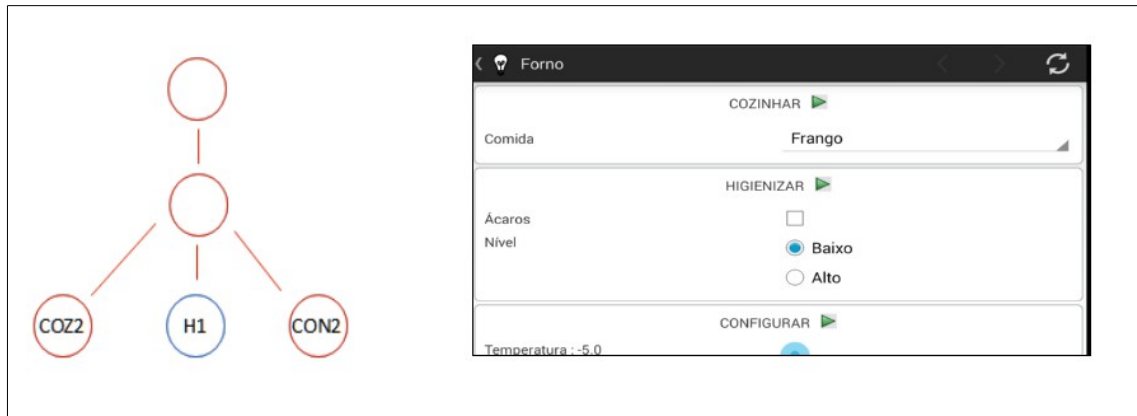 COZ2
H1
CON2
Forno
COZINHAR
Comida Frango
HIGIENIZAR
Ácaros
Nível Baixo
Alto
CONFIGURAR
Temperatura : -5.0